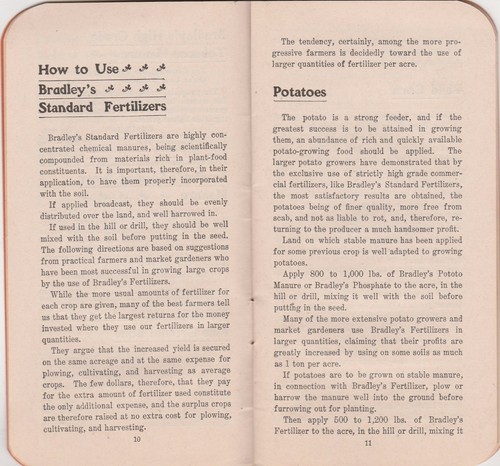 How to Use
Bradley's
Standard Fertilizers
Bradley's Standard Fertilizers are highly con-
centrated chemical manures, being scientifically
compounded from materials rich in plant-food
constituents. It is important, therefore, in their
application, to have them properly incorporated
with the soil.
If applied broadcast, they should be evenly
distributed over the land, and well harrowed in.
If used in the hill or drill, they should be well
mixed with the soil before putting in the seed.
The following directions are based on suggestions
from practical farmers and market gardeners who
have been most successful in growing large crops
by the use of Bradley's Fertilizers.
While the more usual amounts of fertilizer for
each crop are given, many of the best farmers tell
us that they get the largest returns for the money
invested where they use our fertilizers in larger
quantities.
They argue that the increased yield is secured
on the same acreage and at the same expense for
plowing, cultivating, and harvesting as average
crops. The few dollars, therefore, that they pay
for the extra amount of fertilizer used constitute
the only additional expense, and the surplus crops
are therefore raised at no extra cost for plowing,
cultivating, and harvesting.
10
The tendency, certainly, among the more pro-
gressive farmers is decidedly toward the use of
larger quantities of fertilizer per acre.
Potatoes
The potato is a strong feeder, and if the
greatest success is to be attained in growing
them, an abundance of rich and quickly available
potato-growing food should be applied. The
larger potato growers have demonstrated that by
the exclusive use of strictly high grade commer-
cial fertilizers, like Bradley's Standard Fertilizers,
the most satisfactory results are obtained, the
potatoes being of finer quality, more free from
scab, and not as liable to rot, and, therefore, re-
turning to the producer a much handsomer profit.
Land on which stable manure has been applied
for some previous crop is well adapted to growing
potatoes.
Apply 800 to 1,000 lbs. of Bradley's Pototo
Manure or Bradley's Phosphate to the acre, in the
hill or drill, mixing it well with the soil before
putting in the seed.
Many of the more extensive potato growers and
market gardeners use Bradley's Fertilizers in
larger quantities, claiming that their profits are
greatly increased by using on some soils as much
as 1 ton per acre.
If potatoes are to be grown on stable manure,
in connection with Bradley's Fertilizer, plow or
harrow the manure well into the ground before
furrowing out for planting.
Then apply 500 to 1,200 lbs. of Bradley's
Fertilizer to the acre, in the hill or drill, mixing it
11